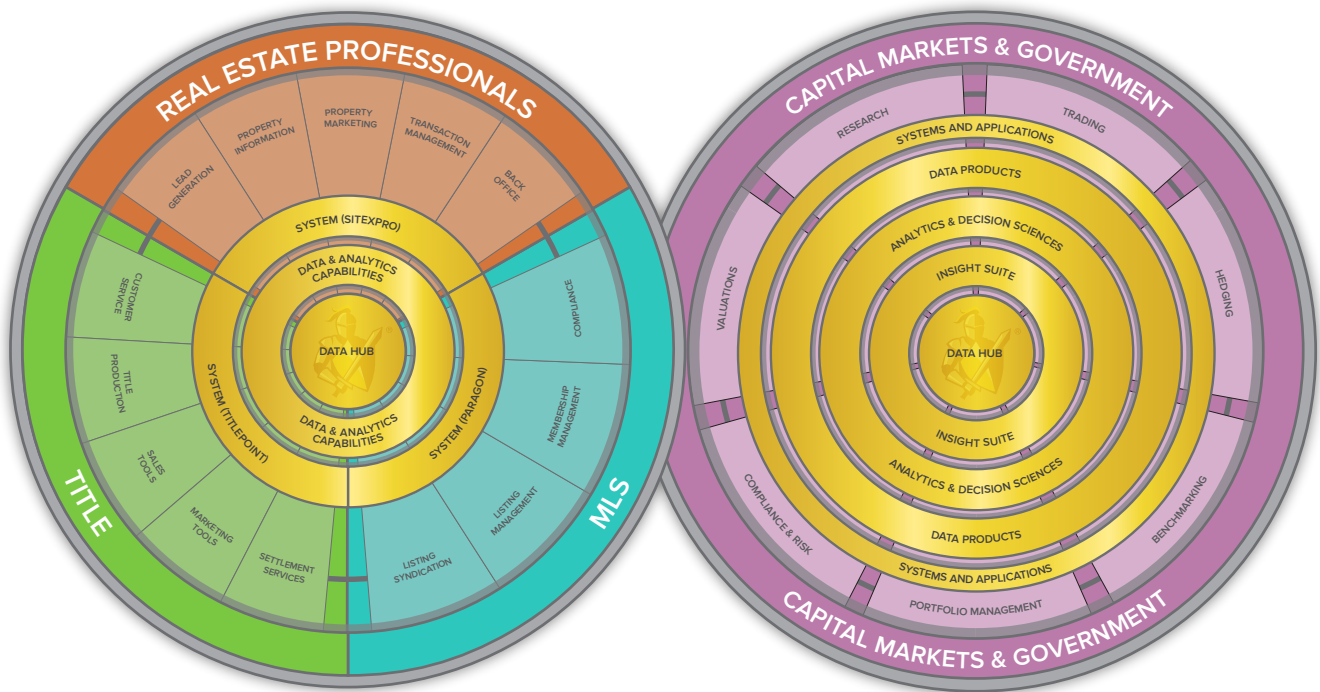 REAL ESTATE PROFESSIONALS
LEAD
GENERATION
PROPERTY
INFORMATION
PROPERTY
MARKETING
TRANSACTION
MANAGEMENT
BACK
OFFICE
SYSTEM (SITEXPRO)
DATA & ANALYTICS
CAPABILITIES
DATA HUB
DATA & ANALYTICS
CAPABILITIES
SYSTEM (TITLEPOINT)
SYSTEM (PARAGON)
TITLE
CUSTOMER
SERVICE
TITLE
PRODUCTION
SALES
TOOLS
MARKETING
TOOLS
SETTLEMENT
SERVICES
MLS
COMPLIANCE
MEMBERSHIP
MANAGEMENT
LISTING
MANAGEMENT
LISTING
SYNDICATION
CAPITAL MARKETS & GOVERNMENT
RESEARCH
TRADING
VALUATIONS
HEDGING
COMPLIANCE & RISK
BENCHMARKING
PORTFOLIO MANAGEMENT
SYSTEMS AND APPLICATIONS
DATA PRODUCTS
ANALYTICS & DECISION SCIENCES
INSIGHT SUITE
DATA HUB
INSIGHT SUITE
ANALYTICS & DECISION SCIENCES
DATA PRODUCTS
SYSTEMS AND APPLICATIONS
CAPITAL MARKETS & GOVERNMENT